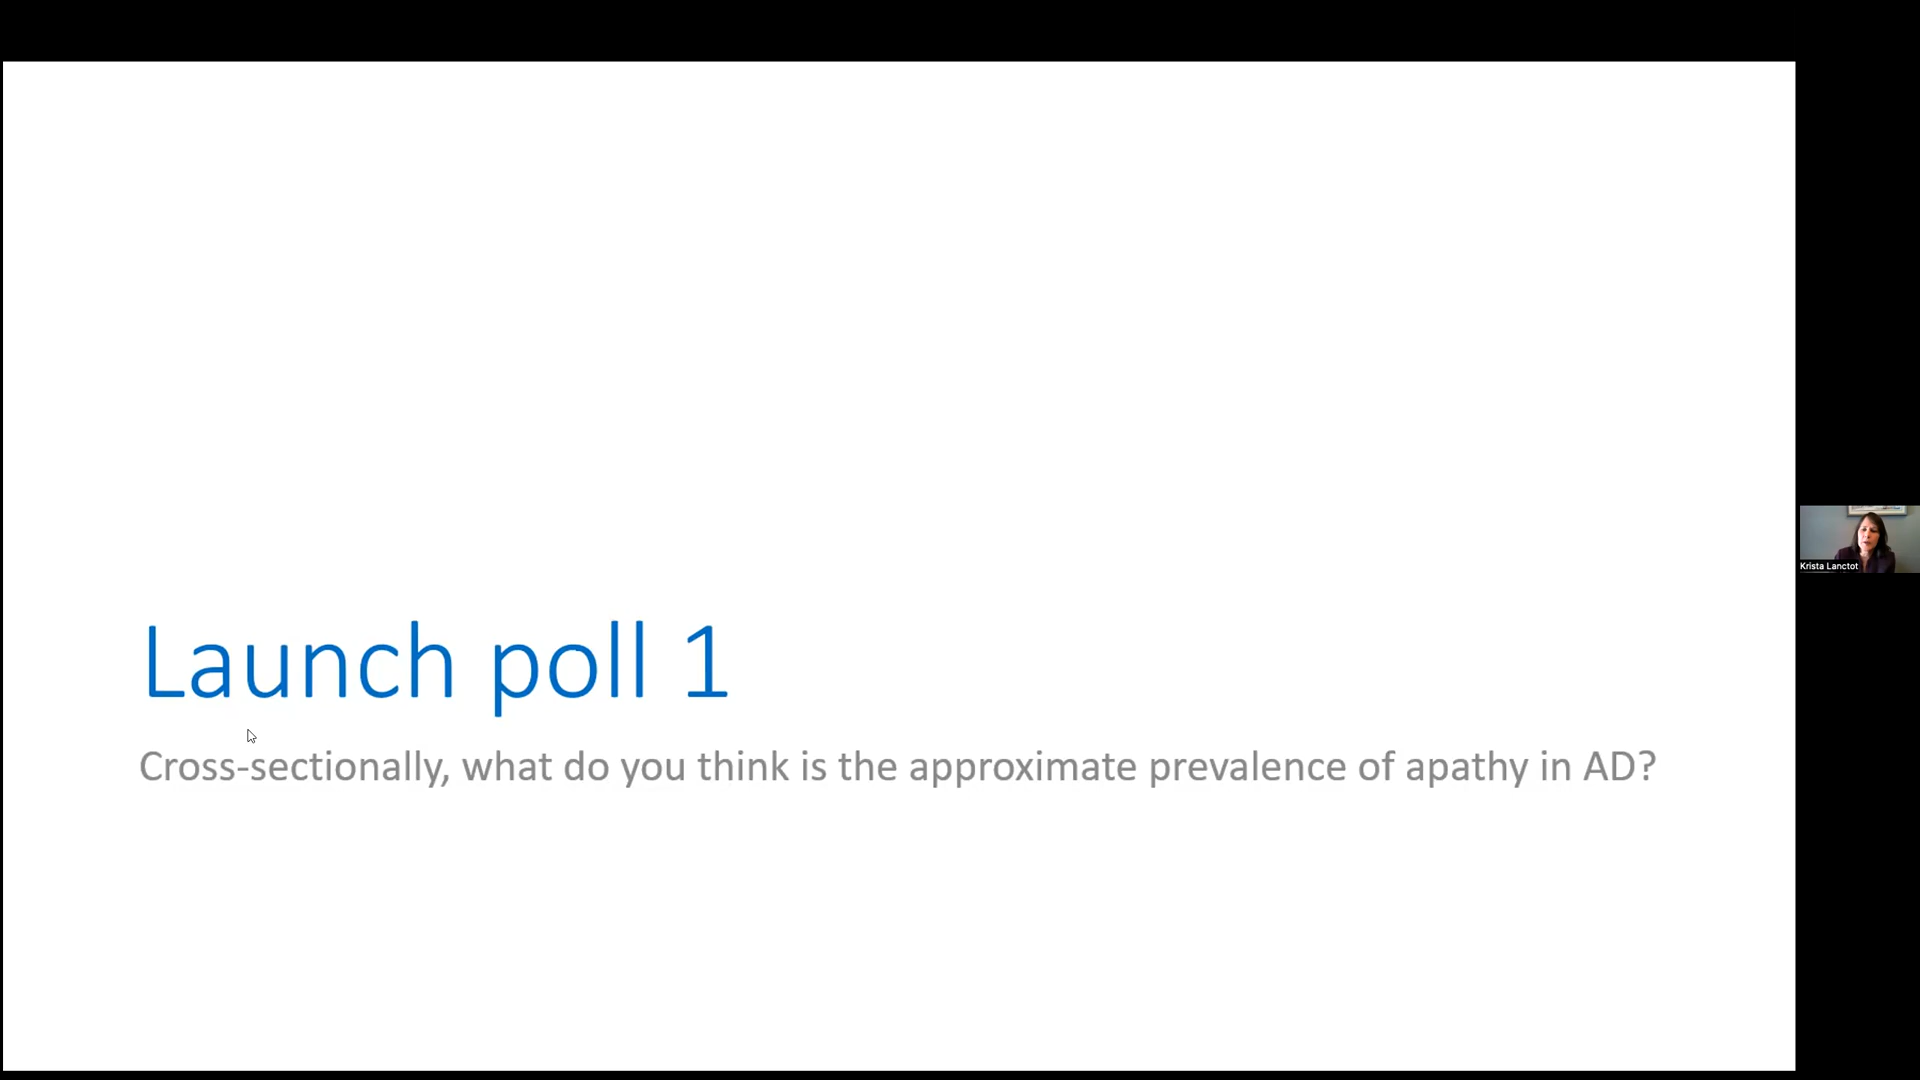 Launch poll 1
Cross-sectionally, what do you think is the approximate prevalence of apathy in AD?
Krista Lanctot